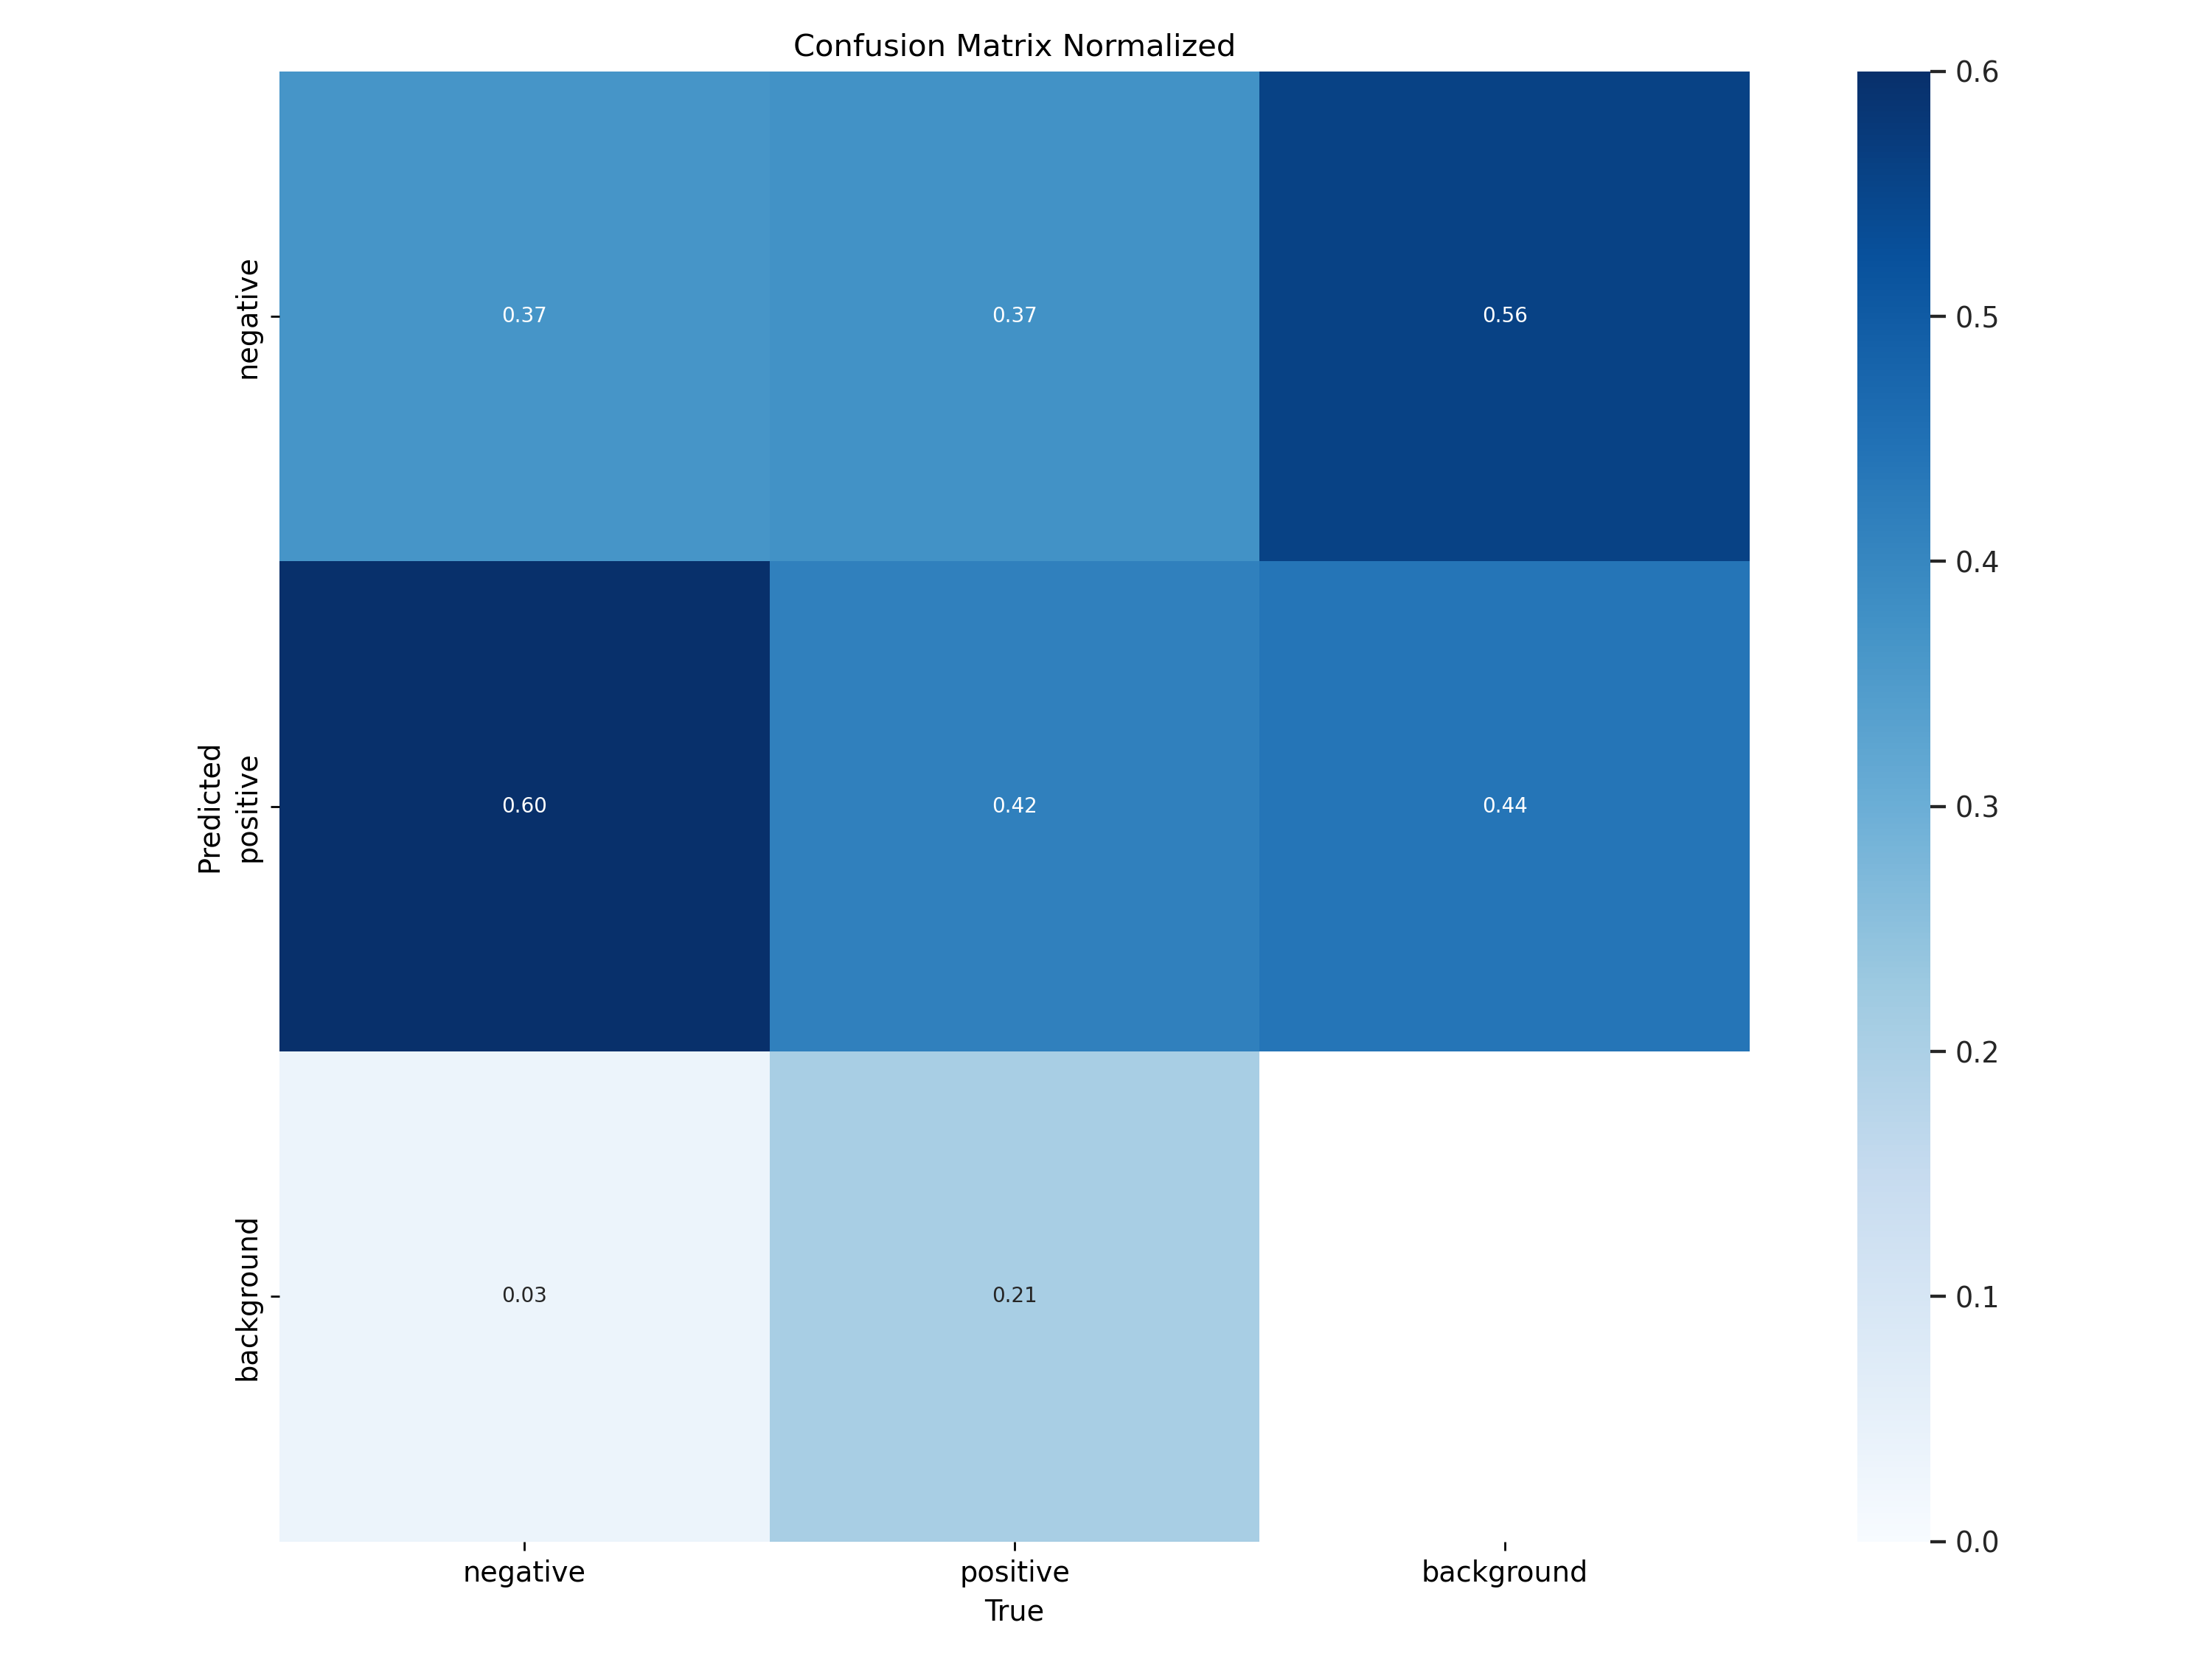 Confusion Matrix Normalized
0.6
0.5
0.4
0.3
0.2
0.1
0.0
negative
0.37
0.37
0.56
Predicted
positive
0.60
0.42
0.44
background
0.03
0.21
negative
positive
background
True